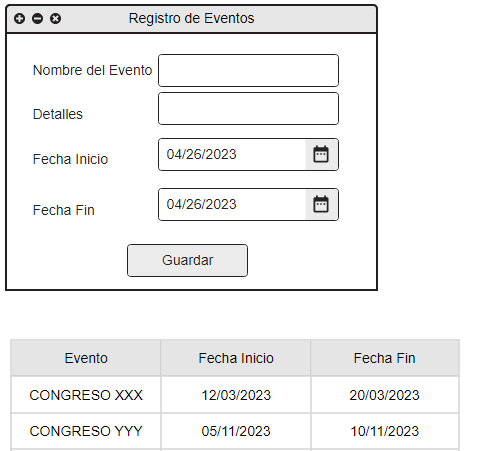 Registro de Eventos
Nombre del Evento
Detalles
Fecha Inicio 04/26/2023
Fecha Fin 04/26/2023
Guardar
Evento Fecha Inicio Fecha Fin
CONGRESO XXX 12/03/2023 20/03/2023
CONGRESO YYY 05/11/2023 10/11/2023